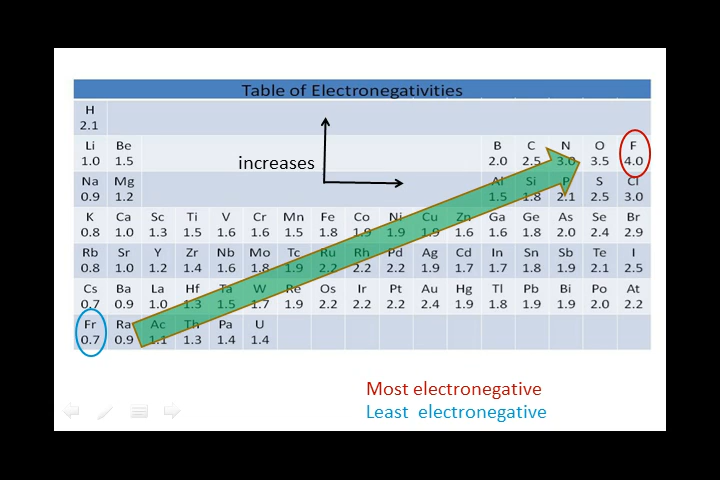 Table of Electronegativities
H
2.1
Li Be B C N O F
1.0 1.5 2.0 2.5 3.0 3.5 4.0
increases
Na Mg Al Si P S Cl
0.9 1.2 1.5 1.8 2.1 2.5 3.0
K Ca Sc Ti V Cr Mn Fe Co Ni Cu Zn Ga Ge As Se Br
0.8 1.0 1.3 1.5 1.6 1.6 1.5 1.8 1.9 1.9 1.9 1.6 1.6 1.8 2.0 2.4 2.9
Rb Sr Y Zr Nb Mo Tc Ru Rh Pd Ag Cd In Sn Sb Te I
0.8 1.0 1.2 1.4 1.6 1.8 1.9 2.2 2.2 2.2 1.9 1.7 1.7 1.8 1.9 2.1 2.5
Cs Ba La Hf Ta W Re Os Ir Pt Au Hg Tl Pb Bi Po At
0.7 0.9 1.0 1.3 1.5 1.7 1.9 2.2 2.2 2.2 2.4 1.9 1.8 1.9 1.9 2.0 2.2
Fr Ra Ac Th Pa U
0.7 0.9 1.1 1.3 1.4 1.4
Most electronegative
Least electronegative